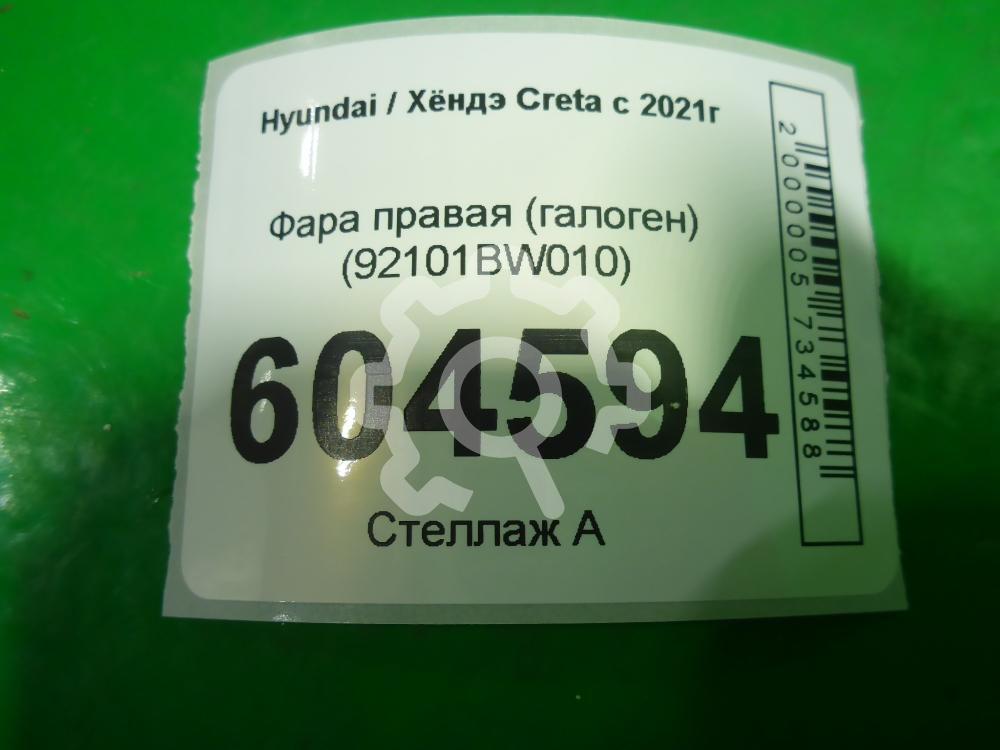 Hyundai / Хёндэ Creta с 2021г
Фара правая (галоген)
(92101BW010)
604594
Стеллаж А
2000005734588